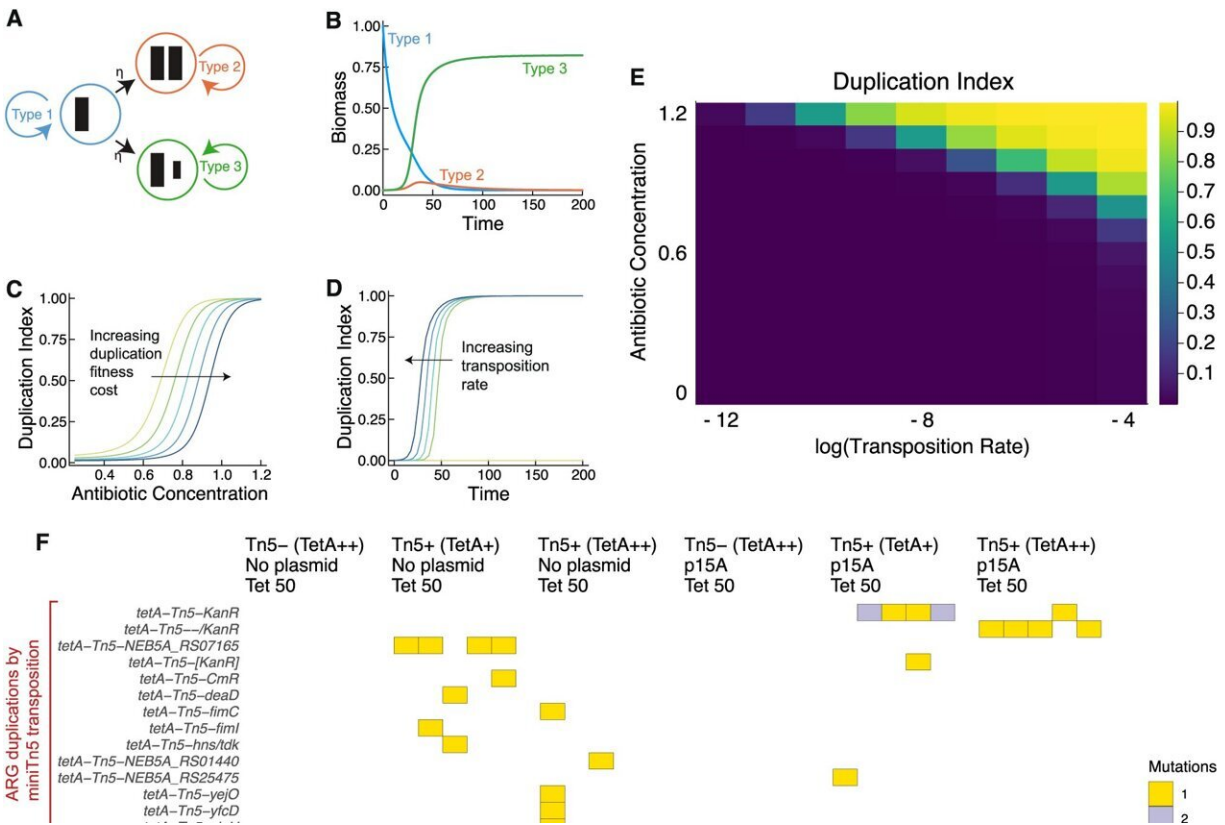 A
Type 1
η
Type 2
η
Type 3
B
Biomass
1.00
0.75
0.50
0.25
0.00
Type 1
Type 3
Type 2
0 50 100 150 200
Time
C
Duplication Index
1.00
0.75
0.50
0.25
0.00
Increasing
duplication
fitness
cost
0.4 0.6 0.8 1.0 1.2
Antibiotic Concentration
D
Duplication Index
1.00
0.75
0.50
0.25
0.00
Increasing
transposition
rate
0 50 100 150 200
Time
E
Duplication Index
Antibiotic Concentration
1.2
0.6
0
- 12 - 8 - 4
log(Transposition Rate)
0.9
0.8
0.7
0.6
0.5
0.4
0.3
0.2
0.1
F
Tn5− (TetA++)
No plasmid
Tet 50
Tn5+ (TetA+)
No plasmid
Tet 50
Tn5+ (TetA++)
No plasmid
Tet 50
Tn5− (TetA++)
p15A
Tet 50
Tn5+ (TetA+)
p15A
Tet 50
Tn5+ (TetA++)
p15A
Tet 50
ARG duplications by
miniTn5 transposition
tetA−Tn5−KanR
tetA−Tn5−−/KanR
tetA−Tn5−NEB5A_RS07165
tetA−Tn5−[KanR]
tetA−Tn5−CmR
tetA−Tn5−deaD
tetA−Tn5−fimC
tetA−Tn5−fimI
tetA−Tn5−hns/tdk
tetA−Tn5−NEB5A_RS01440
tetA−Tn5−NEB5A_RS25475
tetA−Tn5−yejO
tetA−Tn5−yfcD
Mutations
1
2